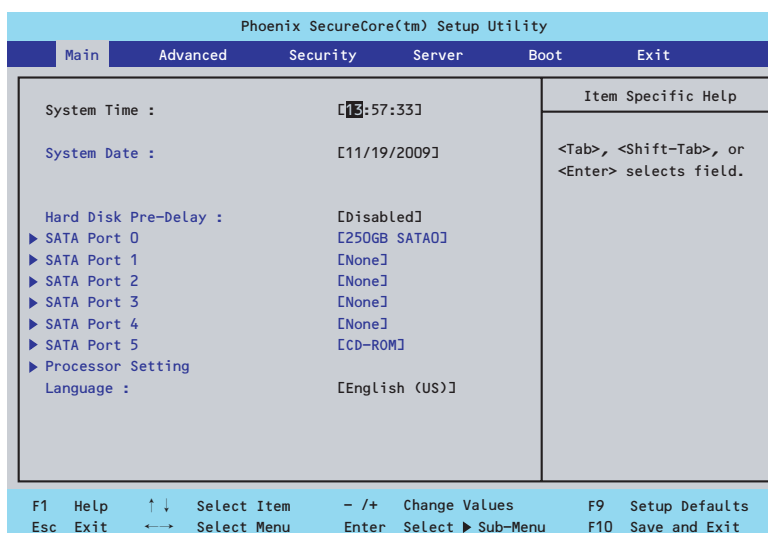 Phoenix SecureCore(tm) Setup Utility
Main Advanced Security Server Boot Exit
Item Specific Help
System Time : [13:57:33]
System Date : [11/19/2009]
<Tab>, <Shift-Tab>, or
<Enter> selects field.
Hard Disk Pre-Delay : [Disabled]
▶ SATA Port 0 [250GB SATA0]
▶ SATA Port 1 [None]
▶ SATA Port 2 [None]
▶ SATA Port 3 [None]
▶ SATA Port 4 [None]
▶ SATA Port 5 [CD-ROM]
▶ Processor Setting
Language : [English (US)]
F1 Help ↑↓ Select Item - /+ Change Values F9 Setup Defaults
Esc Exit ←→ Select Menu Enter Select ▶ Sub-Menu F10 Save and Exit